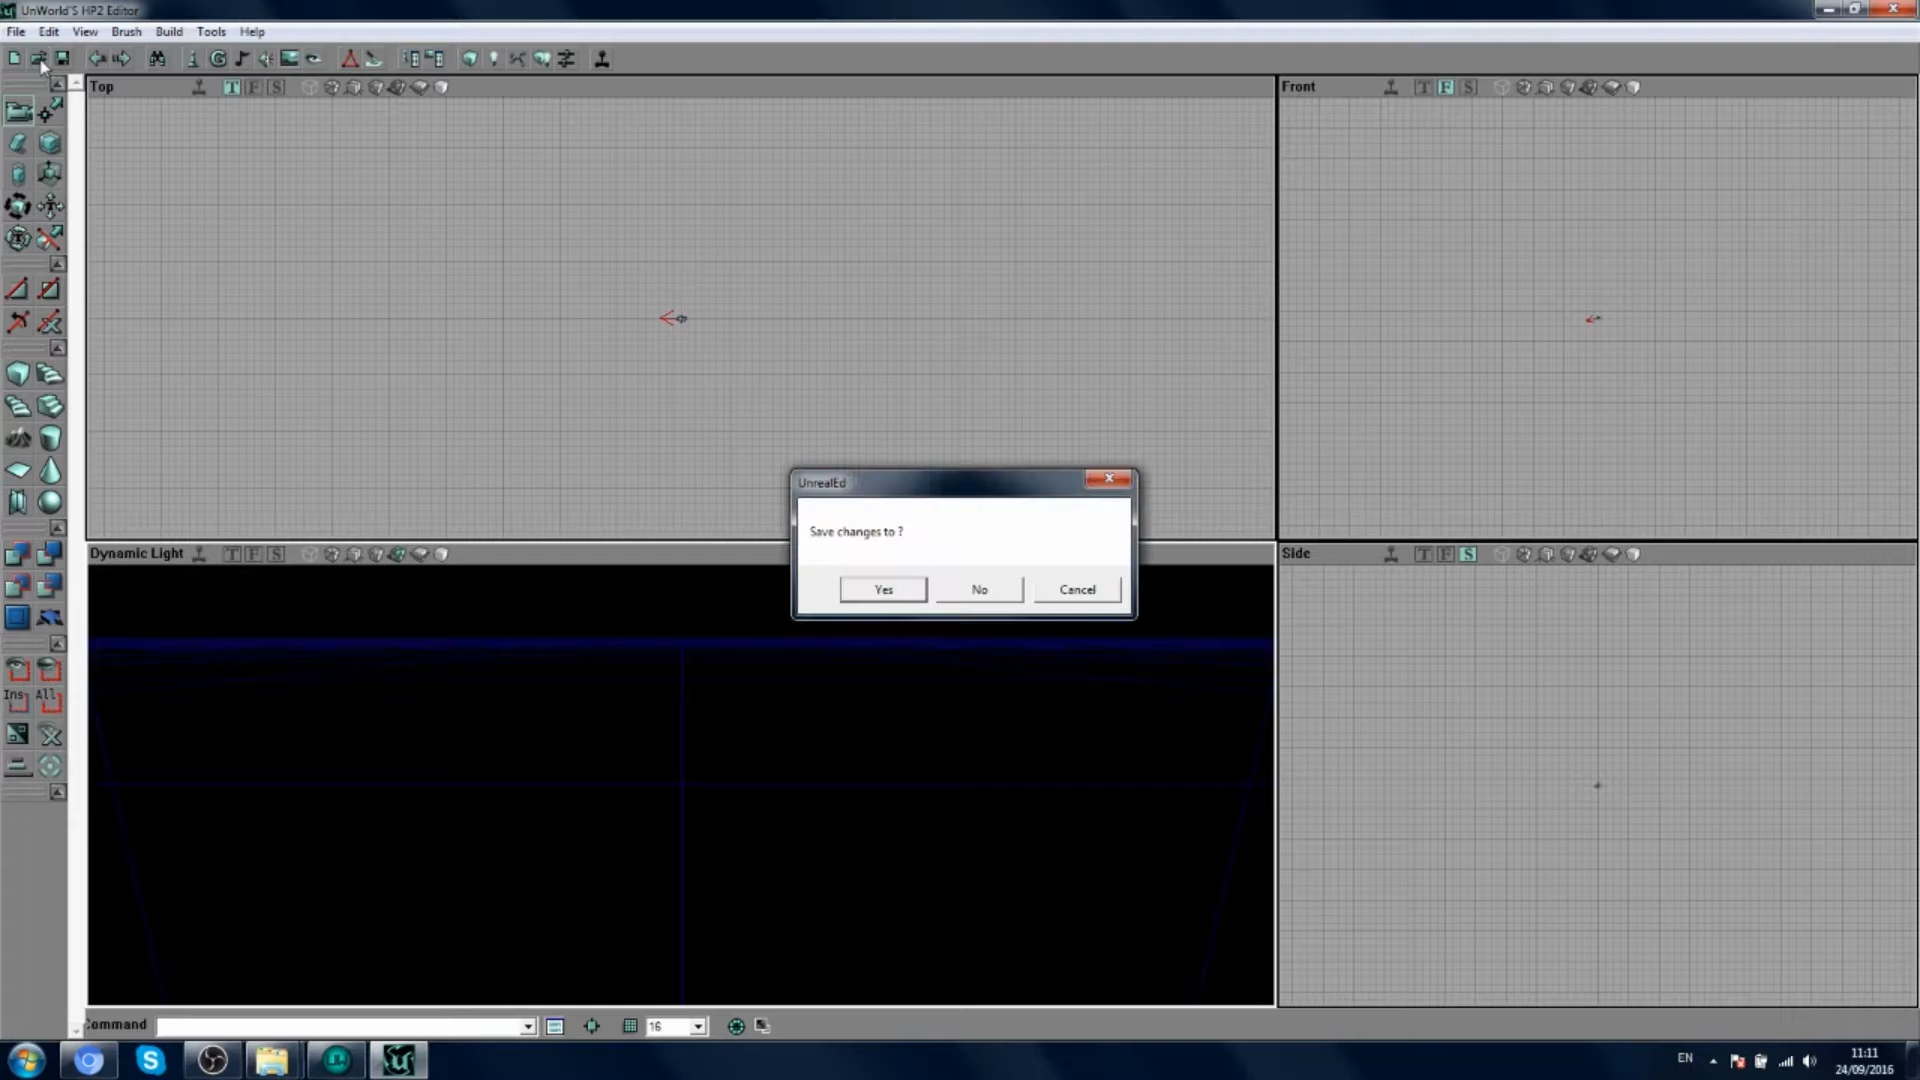 UnWorld'S HP2 Editor
File Edit View Brush Build Tools Help
Top T F S
Front T F S
UnrealEd
Save changes to ?
Yes No Cancel
Dynamic Light T F S
Side T F S
Ins All
Command 16
EN
11:11
24/09/2016